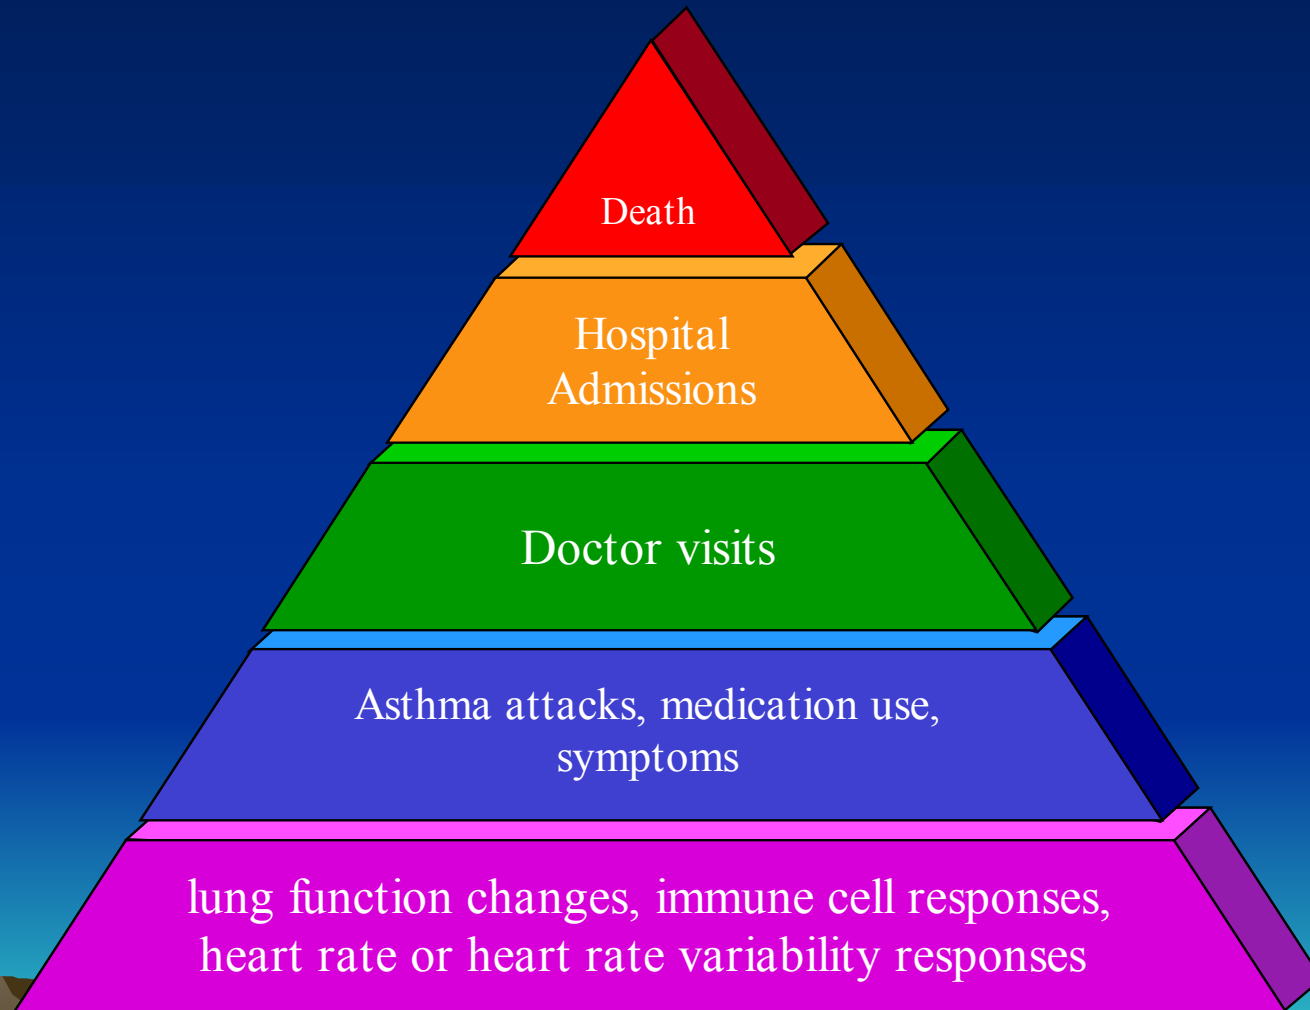 Death
Hospital
Admissions
Doctor visits
Asthma attacks, medication use,
symptoms
lung function changes, immune cell responses,
heart rate or heart rate variability responses